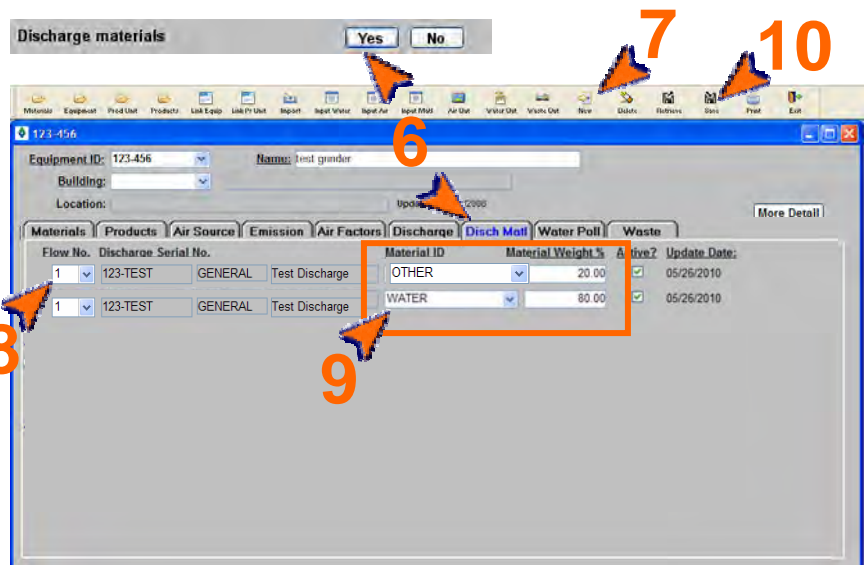 Discharge materials Yes No
7
10
Materials Equipment Prod Unit Products Link Equip Link Pr Unit Import Input Water Input Air Input Matl Air Out Water Out Waste Out New Delete Retrieve Save Print Exit
123-456
6
Equipment ID: 123-456 Name: test grinder
Building:
Location:
More Detail
Materials Products Air Source Emission Air Factors Discharge Disch Matl Water Poll Waste
Flow No. Discharge Serial No. Material ID Material Weight % Active? Update Date:
1 123-TEST GENERAL Test Discharge OTHER 20.00 05/26/2010
1 123-TEST GENERAL Test Discharge WATER 80.00 05/26/2010
9